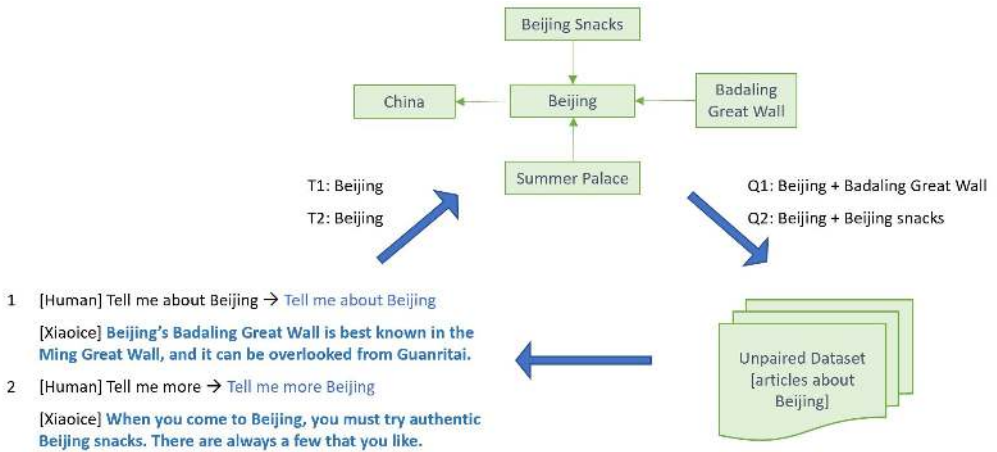 Beijing Snacks
China
Beijing
Badaling
Great Wall
Summer Palace
T1: Beijing
T2: Beijing
Q1: Beijing + Badaling Great Wall
Q2: Beijing + Beijing snacks
1 [Human] Tell me about Beijing → Tell me about Beijing
[Xiaoice] Beijing's Badaling Great Wall is best known in the
Ming Great Wall, and it can be overlooked from Guanritai.
2 [Human] Tell me more → Tell me more Beijing
[Xiaoice] When you come to Beijing, you must try authentic
Beijing snacks. There are always a few that you like.
Unpaired Dataset
[articles about
Beijing]